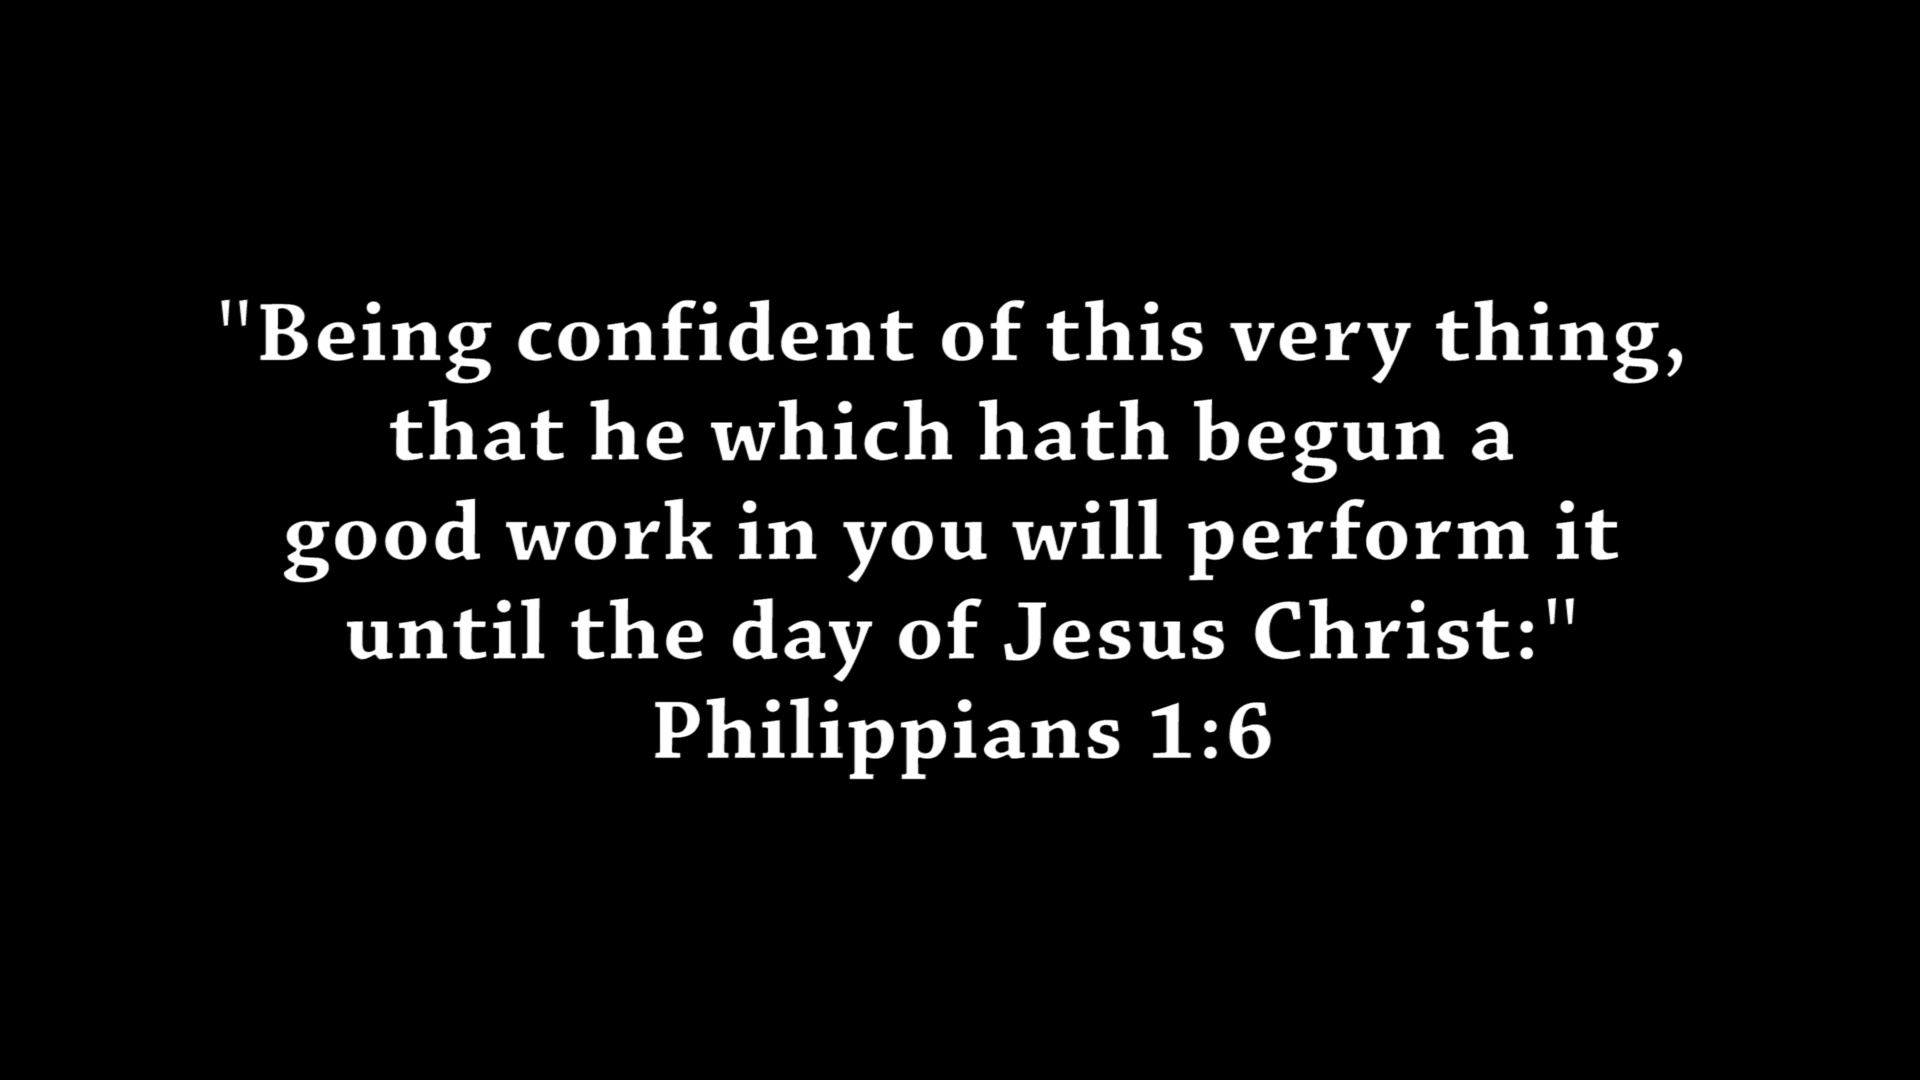 "Being confident of this very thing,
that he which hath begun a
good work in you will perform it
until the day of Jesus Christ:"
Philippians 1:6